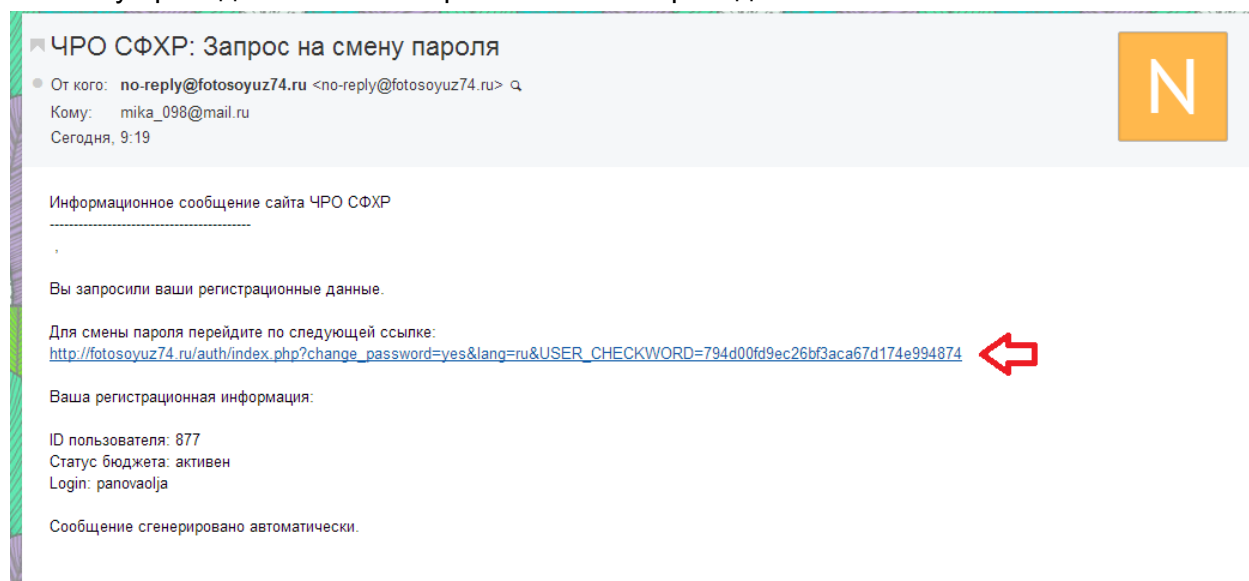 ЧРО СФХР: Запрос на смену пароля
От кого: no-reply@fotosoyuz74.ru <no-reply@fotosoyuz74.ru>
Кому: mika_098@mail.ru
Сегодня, 9:19
N
Информационное сообщение сайта ЧРО СФХР
------------------------------------------
,
Вы запросили ваши регистрационные данные.
Для смены пароля перейдите по следующей ссылке:
http://fotosoyuz74.ru/auth/index.php?change_password=yes&lang=ru&USER_CHECKWORD=794d00fd9ec26bf3aca67d174e994874
Ваша регистрационная информация:
ID пользователя: 877
Статус бюджета: активен
Login: panovaolja
Сообщение сгенерировано автоматически.